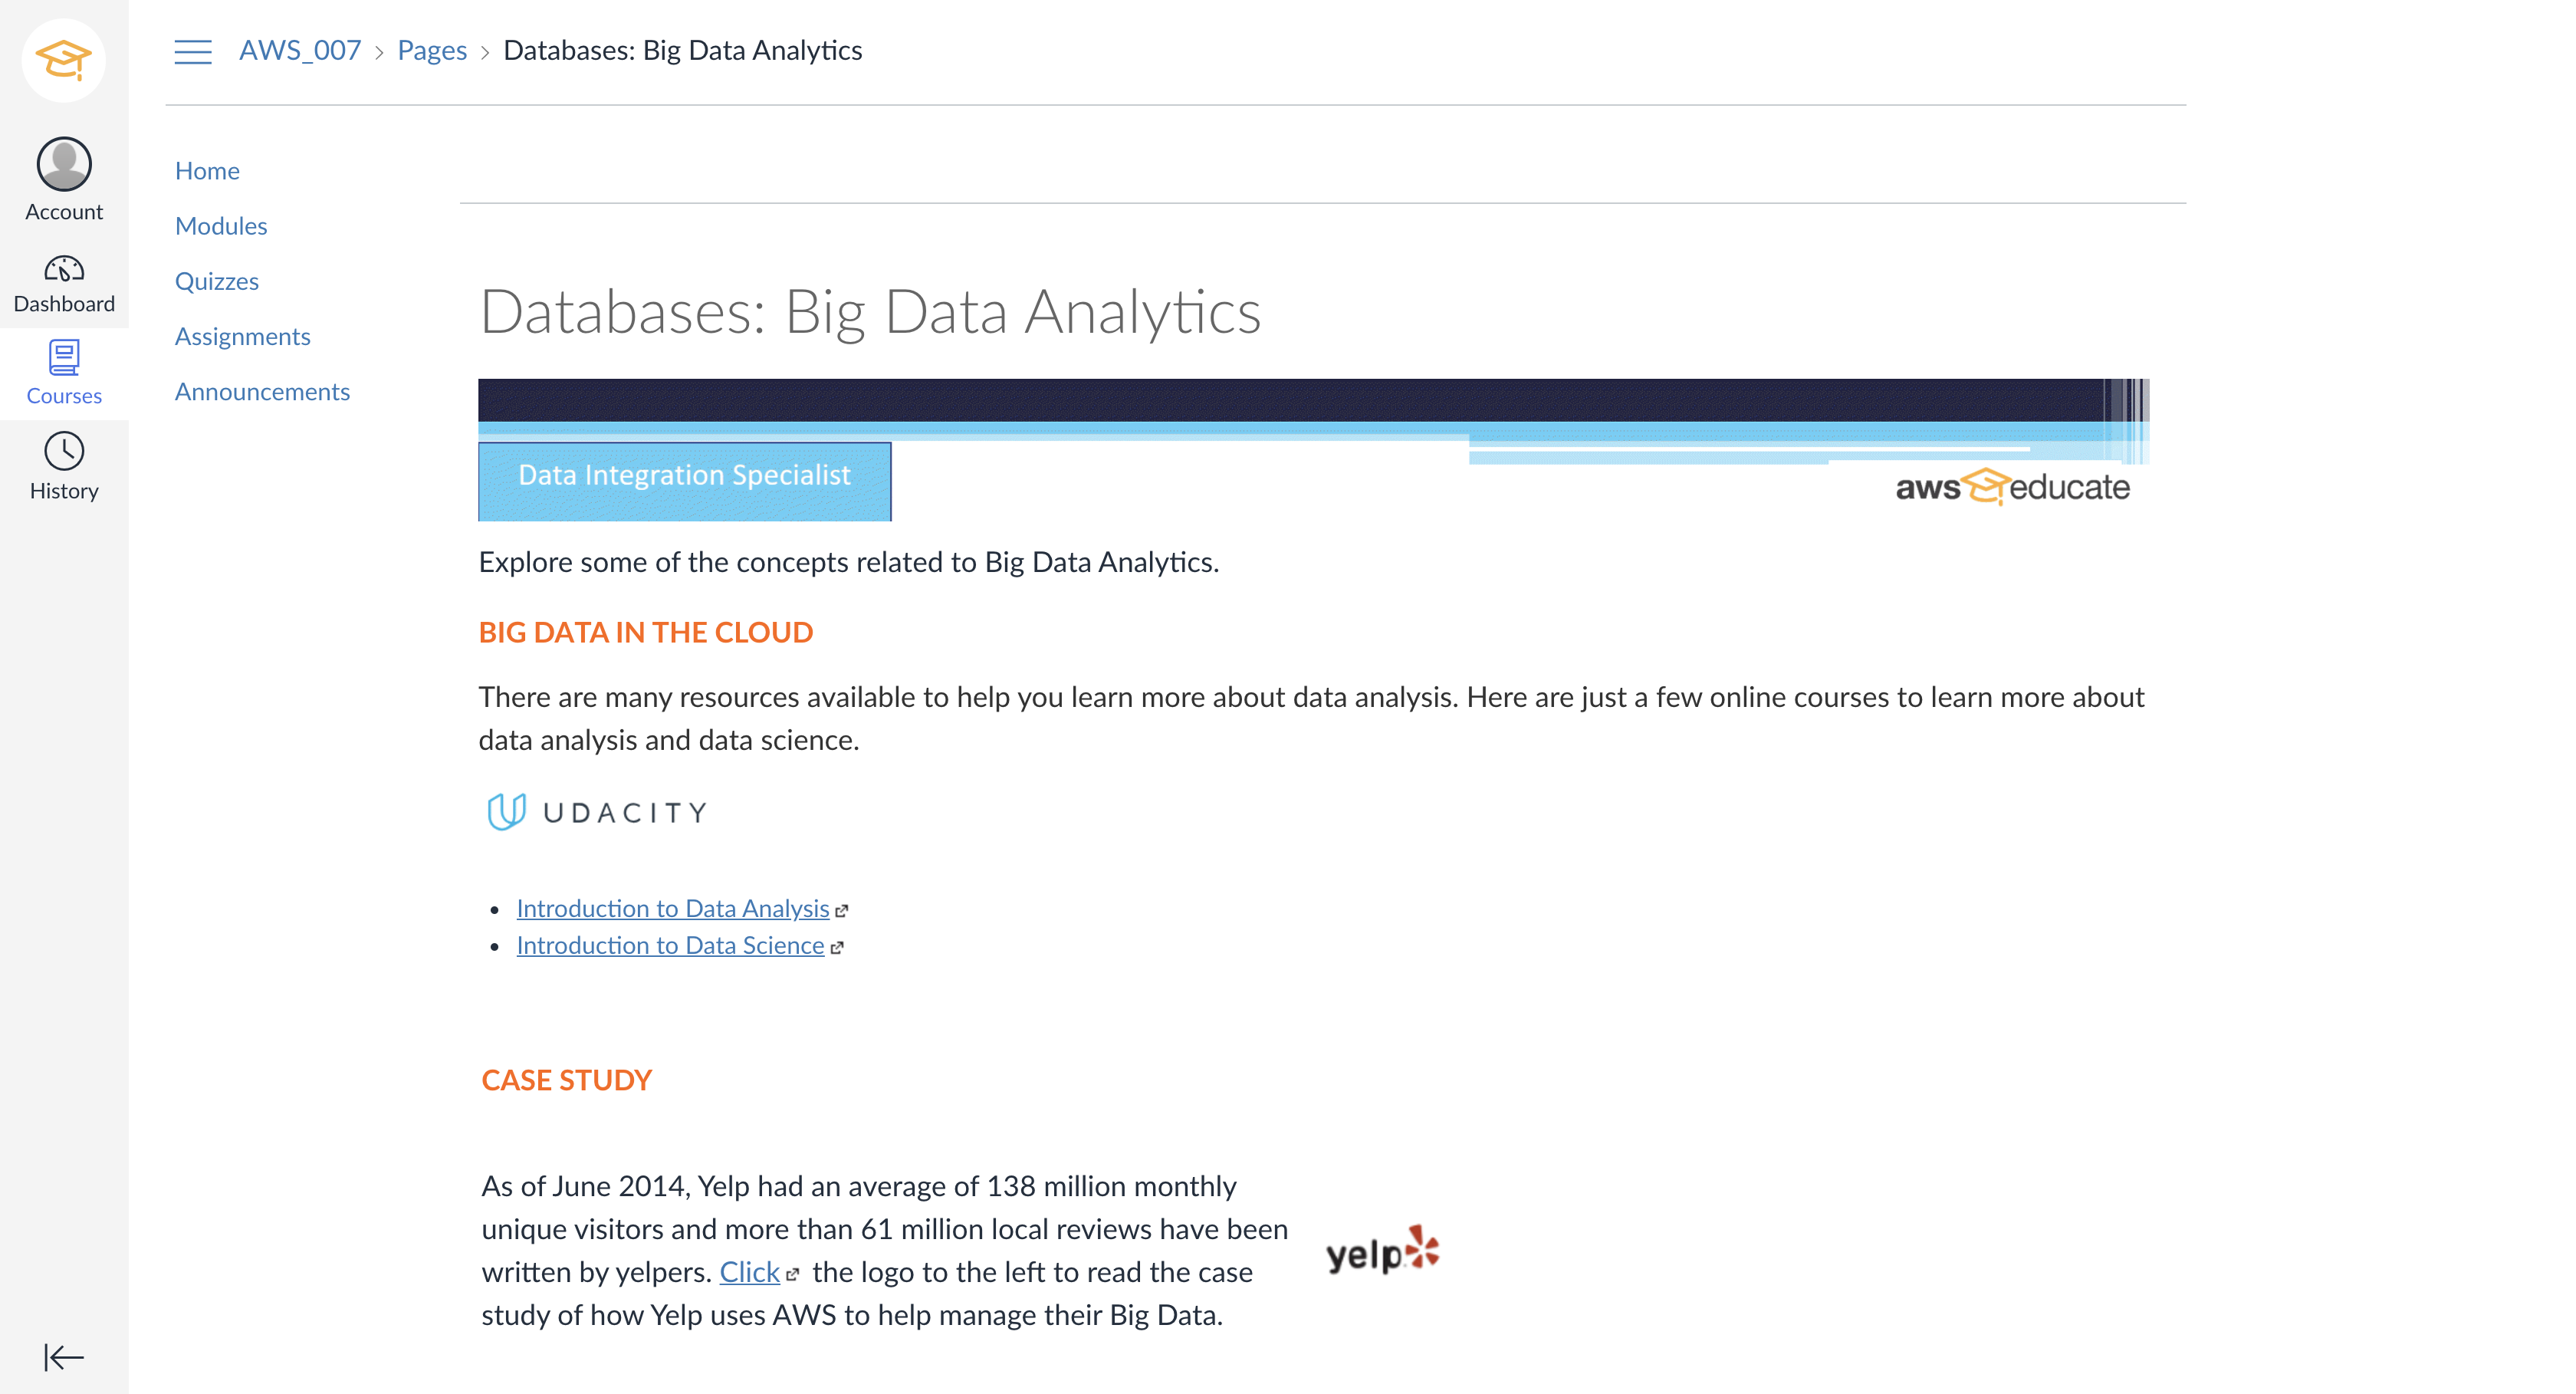 AWS_007 > Pages > Databases: Big Data Analytics
Account
Dashboard
Courses
History
Home
Modules
Quizzes
Assignments
Announcements
Databases: Big Data Analytics
Data Integration Specialist
aws educate
Explore some of the concepts related to Big Data Analytics.
BIG DATA IN THE CLOUD
There are many resources available to help you learn more about data analysis. Here are just a few online courses to learn more about
data analysis and data science.
UDACITY
• Introduction to Data Analysis
• Introduction to Data Science
CASE STUDY
As of June 2014, Yelp had an average of 138 million monthly
unique visitors and more than 61 million local reviews have been
written by yelpers. Click the logo to the left to read the case
study of how Yelp uses AWS to help manage their Big Data.
yelp